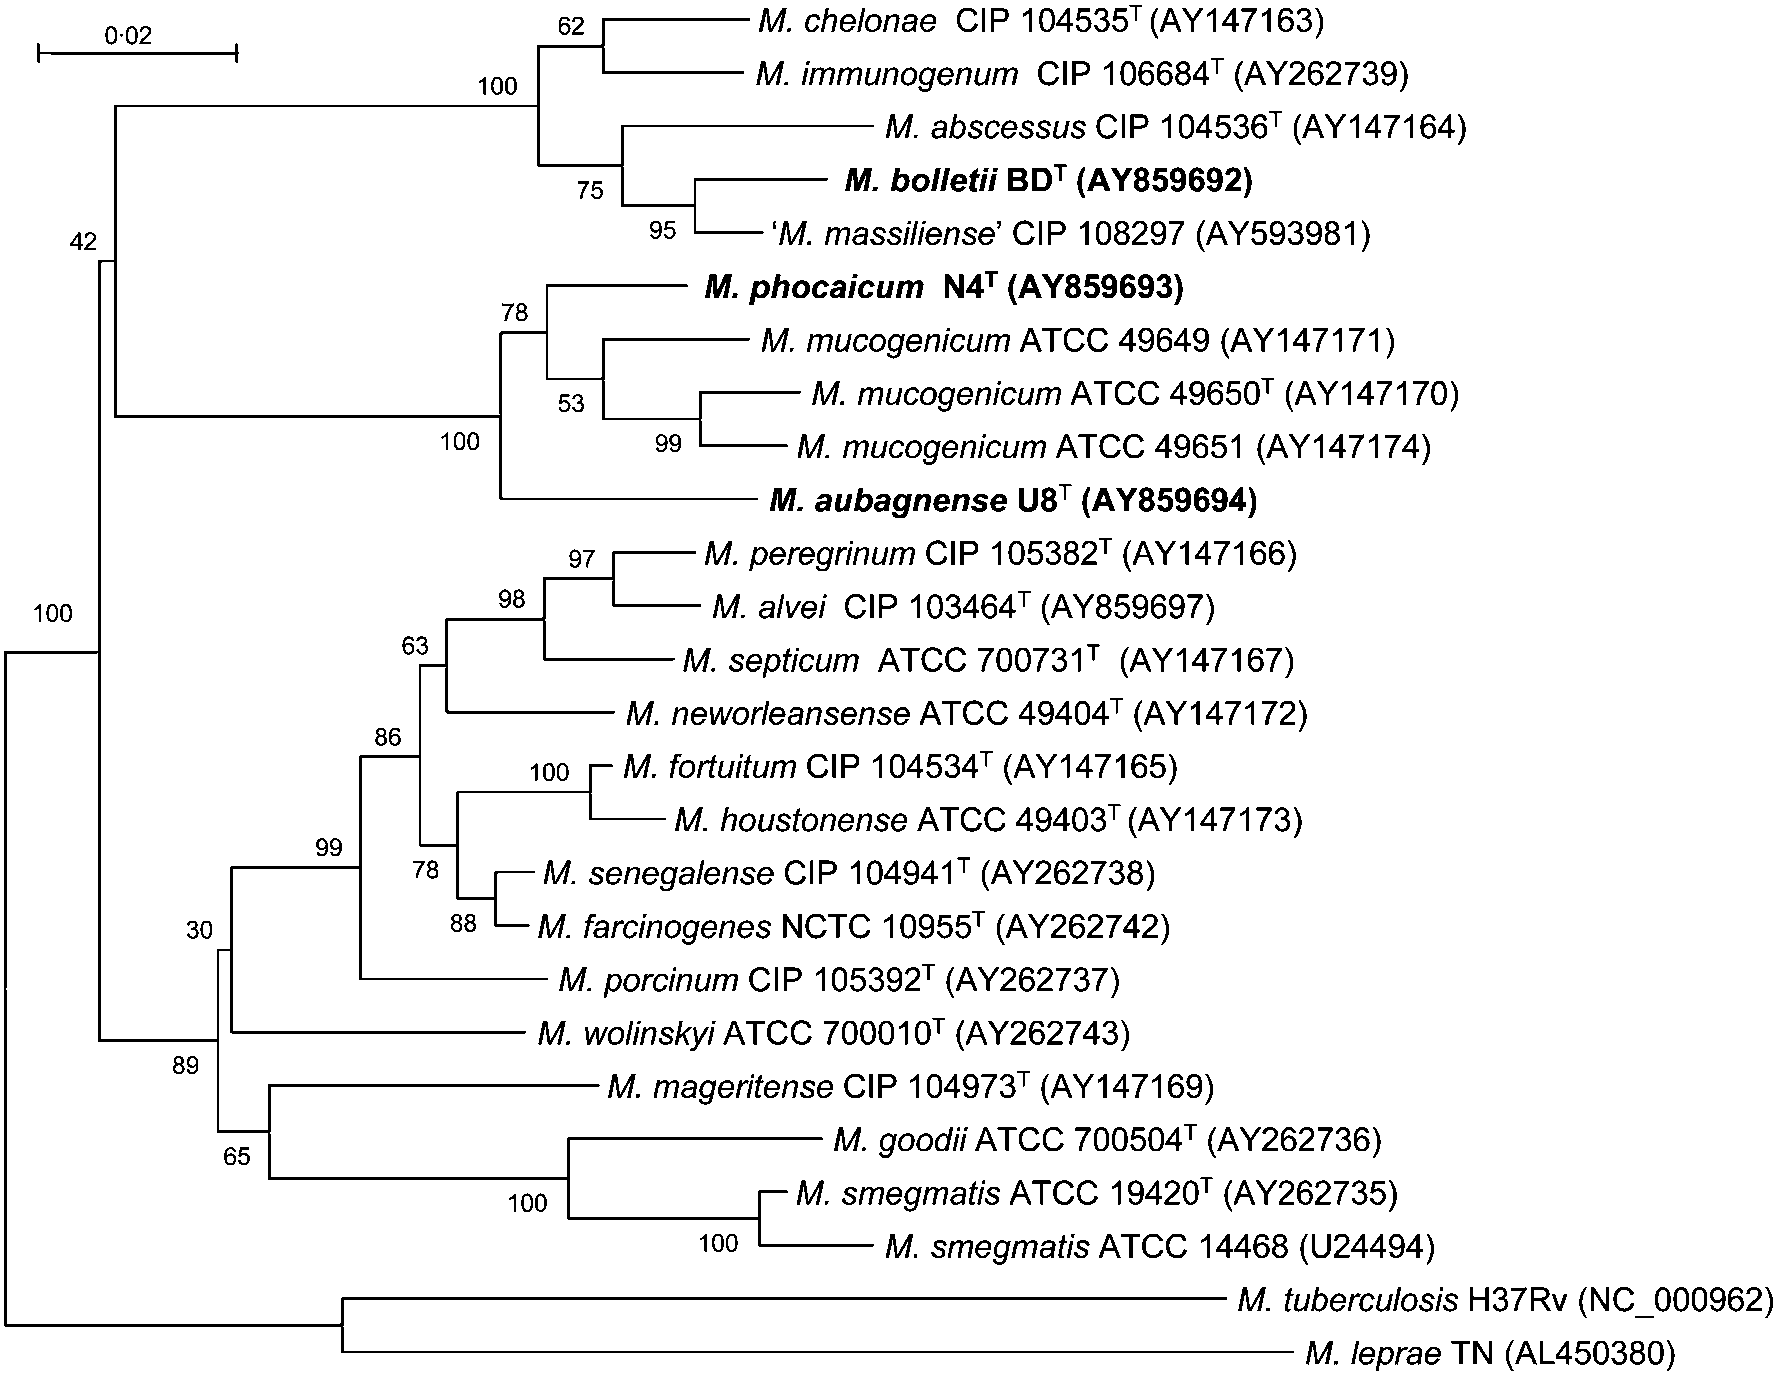 0·02
62
M. chelonae CIP 104535ᵀ (AY147163)
M. immunogenum CIP 106684ᵀ (AY262739)
100
M. abscessus CIP 104536ᵀ (AY147164)
M. bolletii BDᵀ (AY859692)
75
95
‘M. massiliense’ CIP 108297 (AY593981)
42
M. phocaicum N4ᵀ (AY859693)
78
M. mucogenicum ATCC 49649 (AY147171)
M. mucogenicum ATCC 49650ᵀ (AY147170)
53
99
M. mucogenicum ATCC 49651 (AY147174)
100
M. aubagnense U8ᵀ (AY859694)
97
M. peregrinum CIP 105382ᵀ (AY147166)
98
M. alvei CIP 103464ᵀ (AY859697)
100
63
M. septicum ATCC 700731ᵀ (AY147167)
M. neworleansense ATCC 49404ᵀ (AY147172)
86
100
M. fortuitum CIP 104534ᵀ (AY147165)
M. houstonense ATCC 49403ᵀ (AY147173)
99
78
M. senegalense CIP 104941ᵀ (AY262738)
88
M. farcinogenes NCTC 10955ᵀ (AY262742)
30
M. porcinum CIP 105392ᵀ (AY262737)
M. wolinskyi ATCC 700010ᵀ (AY262743)
89
M. mageritense CIP 104973ᵀ (AY147169)
65
M. goodii ATCC 700504ᵀ (AY262736)
100
M. smegmatis ATCC 19420ᵀ (AY262735)
100
M. smegmatis ATCC 14468 (U24494)
M. tuberculosis H37Rv (NC_000962)
M. leprae TN (AL450380)